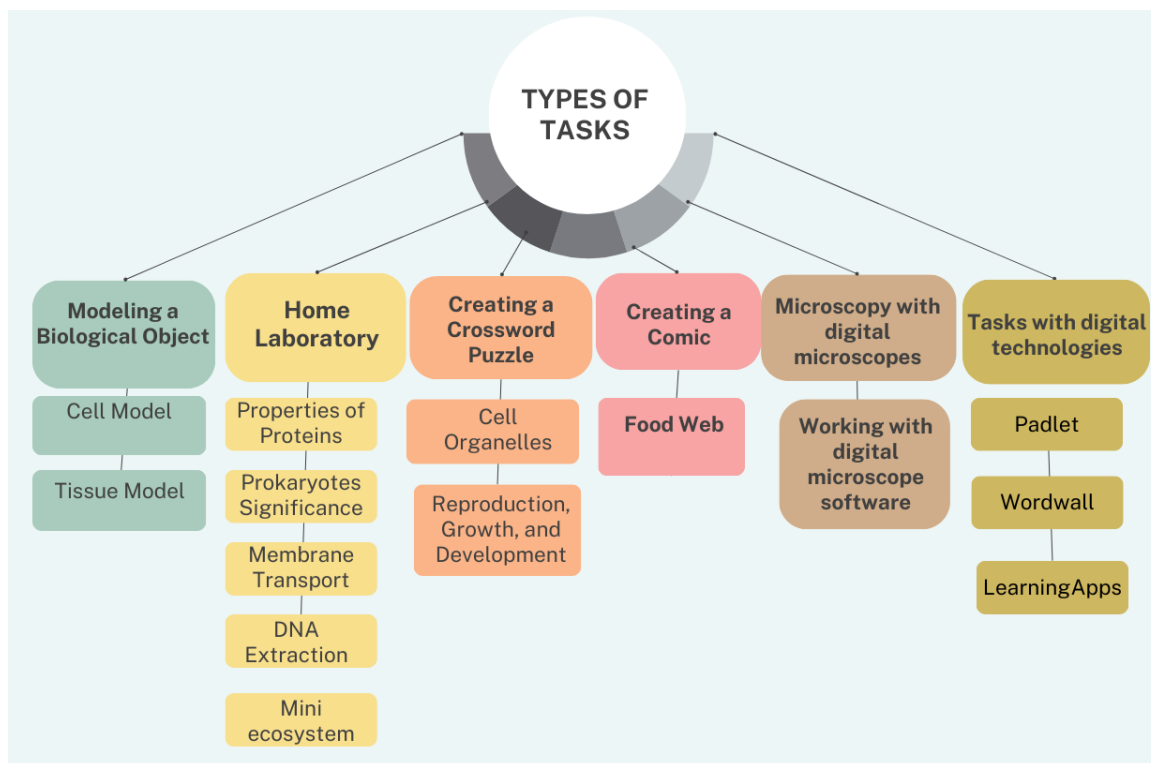 TYPES OF
TASKS
Modeling a
Biological Object
Cell Model
Tissue Model
Home
Laboratory
Properties of
Proteins
Prokaryotes
Significance
Membrane
Transport
DNA
Extraction
Mini
ecosystem
Creating a
Crossword
Puzzle
Cell
Organelles
Reproduction,
Growth, and
Development
Creating a
Comic
Food Web
Microscopy with
digital
microscopes
Working with
digital
microscope
software
Tasks with digital
technologies
Padlet
Wordwall
LearningApps